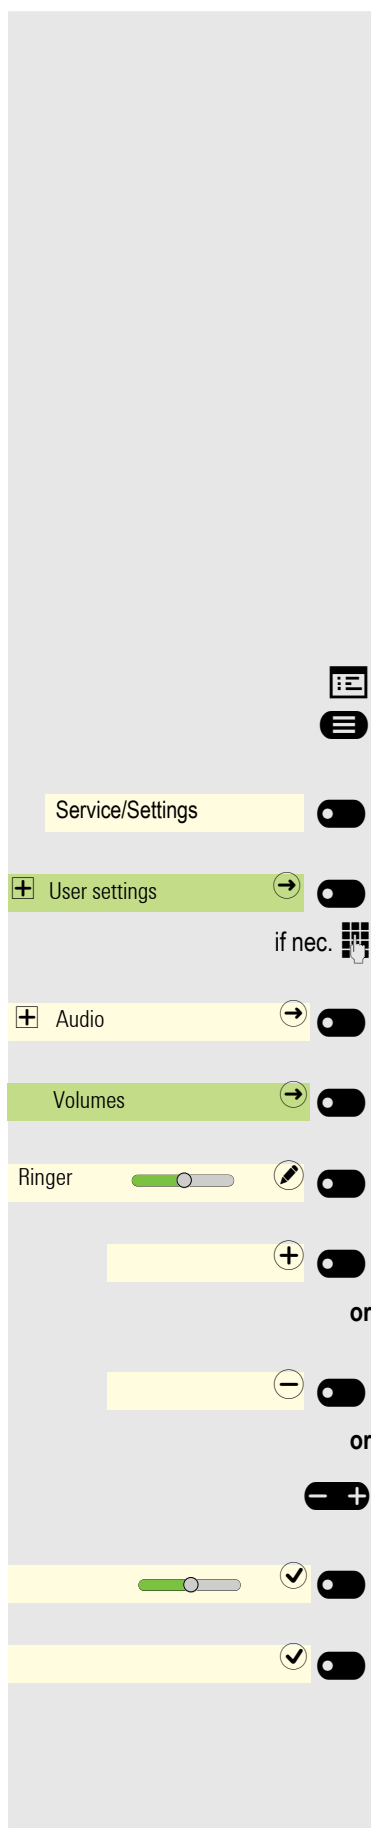 Service/Settings
User settings
if nec.
Audio
Volumes
Ringer
or
or